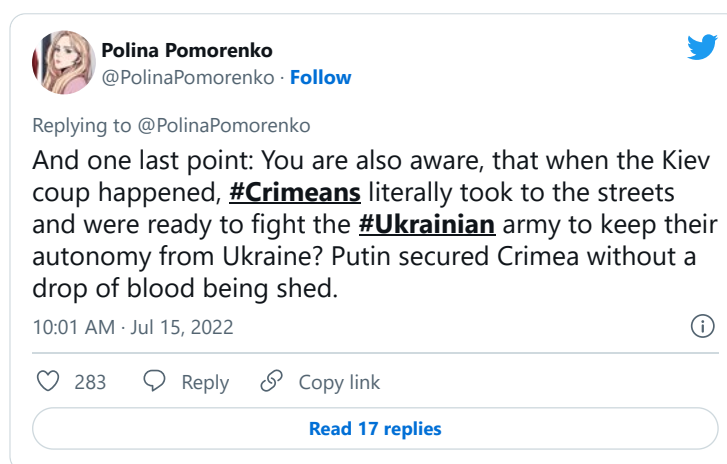 Polina Pomorenko
@PolinaPomorenko · Follow
Replying to @PolinaPomorenko
And one last point: You are also aware, that when the Kiev
coup happened, #Crimeans literally took to the streets
and were ready to fight the #Ukrainian army to keep their
autonomy from Ukraine? Putin secured Crimea without a
drop of blood being shed.
10:01 AM · Jul 15, 2022
283 Reply Copy link
Read 17 replies